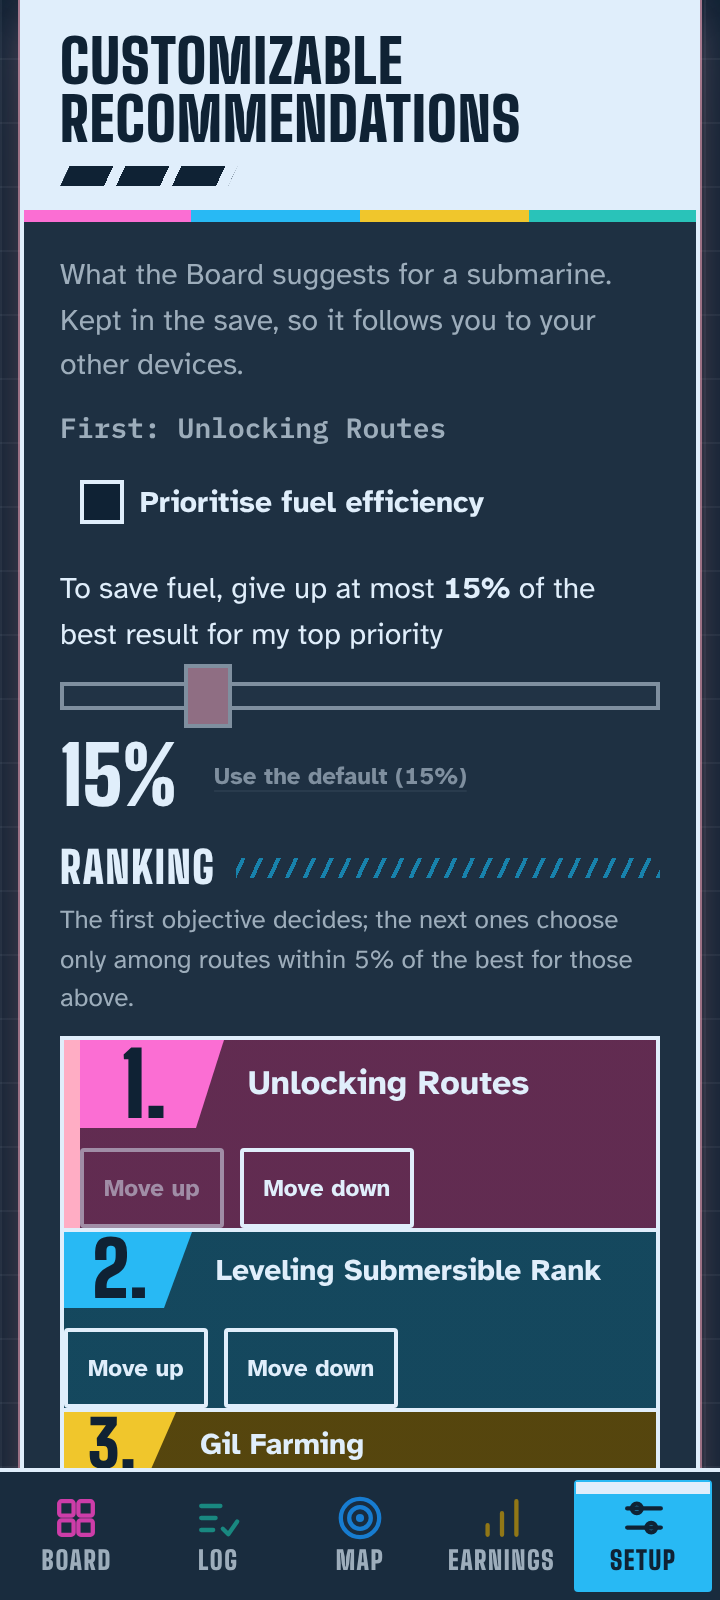 CUSTOMIZABLE
RECOMMENDATIONS
What the Board suggests for a submarine.
Kept in the save, so it follows you to your
other devices.
First: Unlocking Routes
Prioritise fuel efficiency
To save fuel, give up at most 15% of the
best result for my top priority
15%
Use the default (15%)
RANKING
The first objective decides; the next ones choose
only among routes within 5% of the best for those
above.
1.
Unlocking Routes
Move up
Move down
2.
Leveling Submersible Rank
Move up
Move down
3.
Gil Farming
BOARD
LOG
MAP
EARNINGS
SETUP